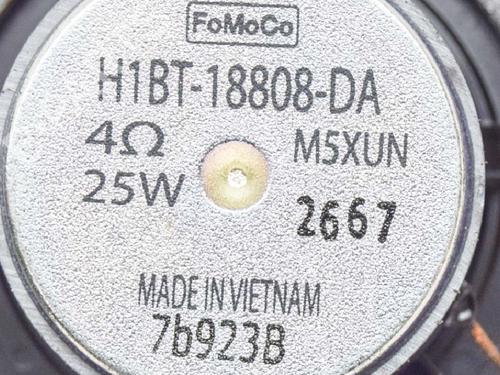 FoMoCo
H1BT-18808-DA
4Ω M5XUN
25W 2667
MADE IN VIETNAM
7b923B